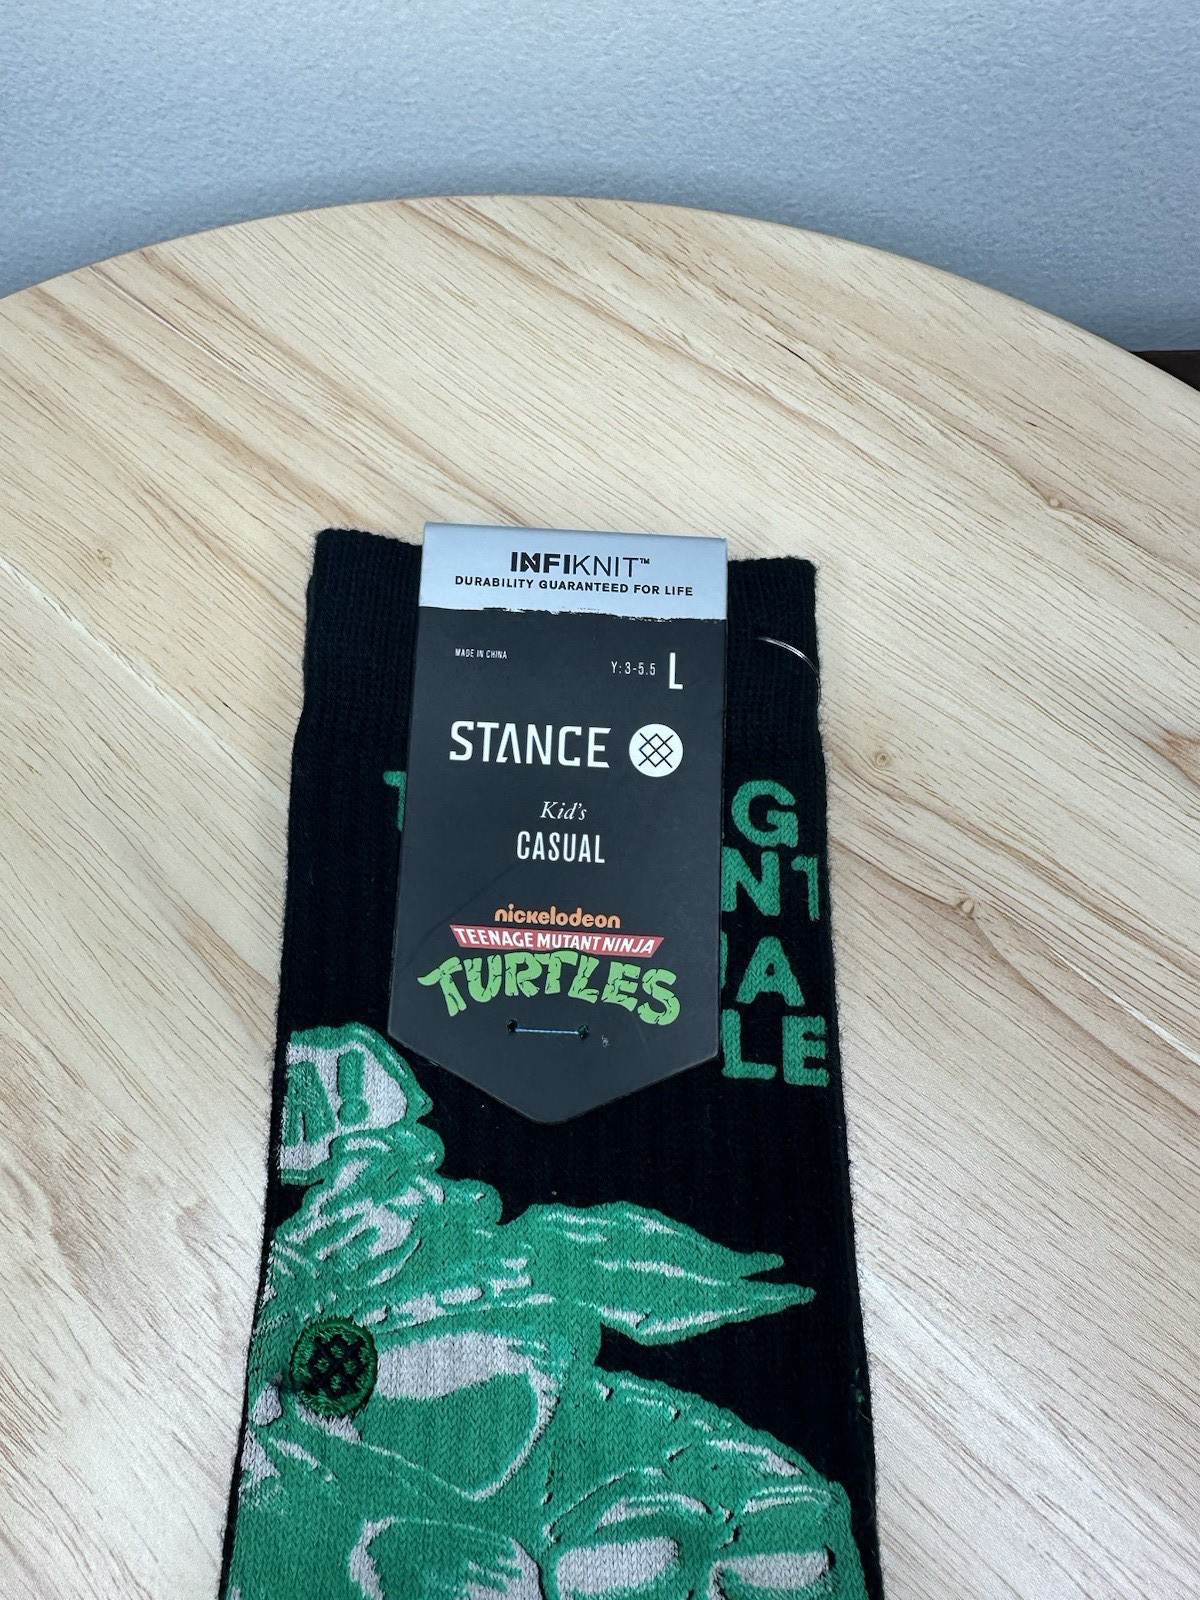 INFIKNIT™
DURABILITY GUARANTEED FOR LIFE
MADE IN CHINA
Y: 3-5.5 L
STANCE
Kid's
CASUAL
nickelodeon
TEENAGE MUTANT NINJA
TURTLES
G
N
A
LE
A!